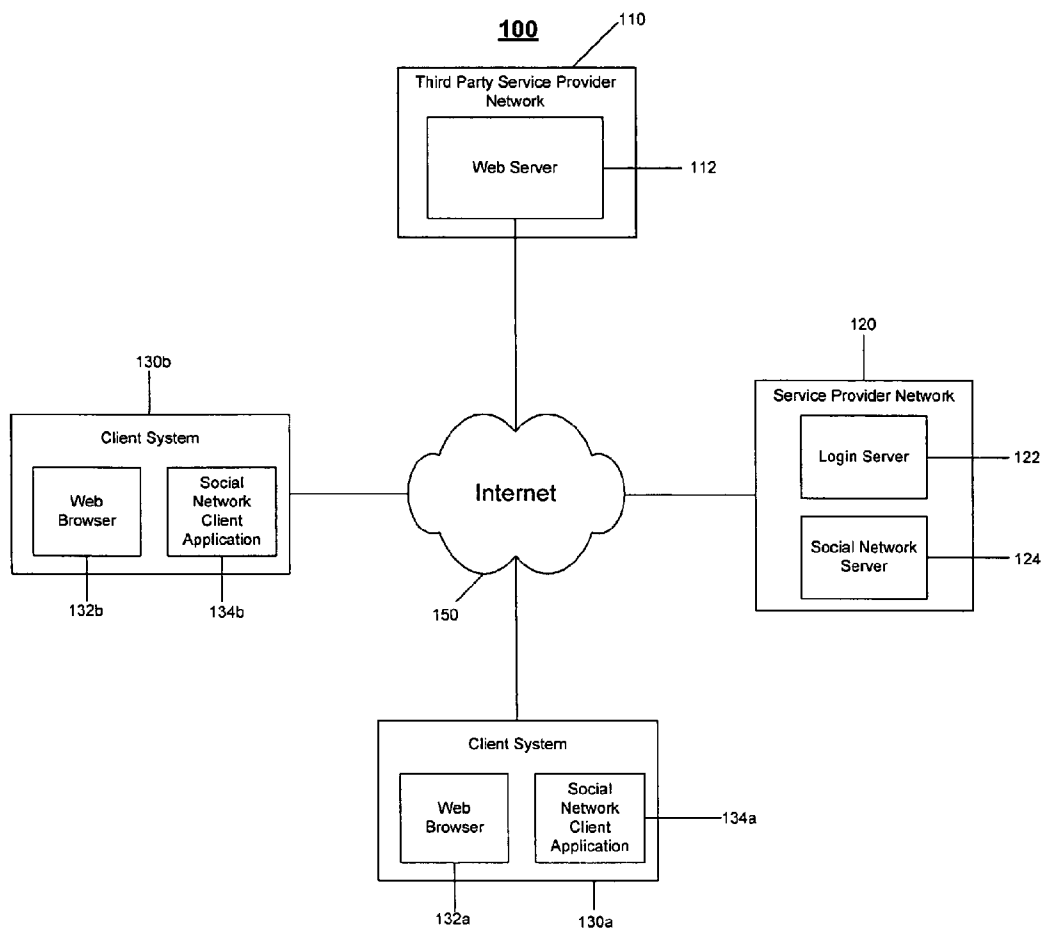 100
110
Third Party Service Provider
Network
Web Server
112
120
Service Provider Network
Login Server
122
Social Network
Server
124
130b
Client System
Web
Browser
Social
Network
Client
Application
132b
134b
Internet
150
Client System
Web
Browser
Social
Network
Client
Application
134a
132a
130a